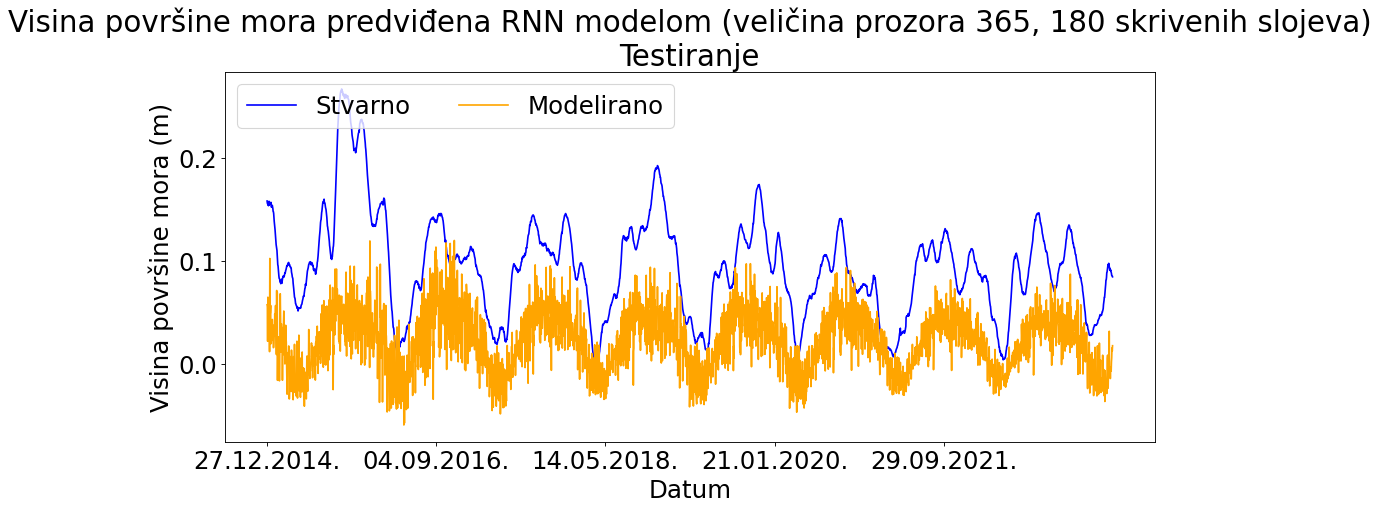 Visina površine mora predviđena RNN modelom (veličina prozora 365, 180 skrivenih slojeva)
Testiranje
Stvarno
Modelirano
Visina površine mora (m)
0.2
0.1
0.0
27.12.2014.
04.09.2016.
14.05.2018.
21.01.2020.
29.09.2021.
Datum